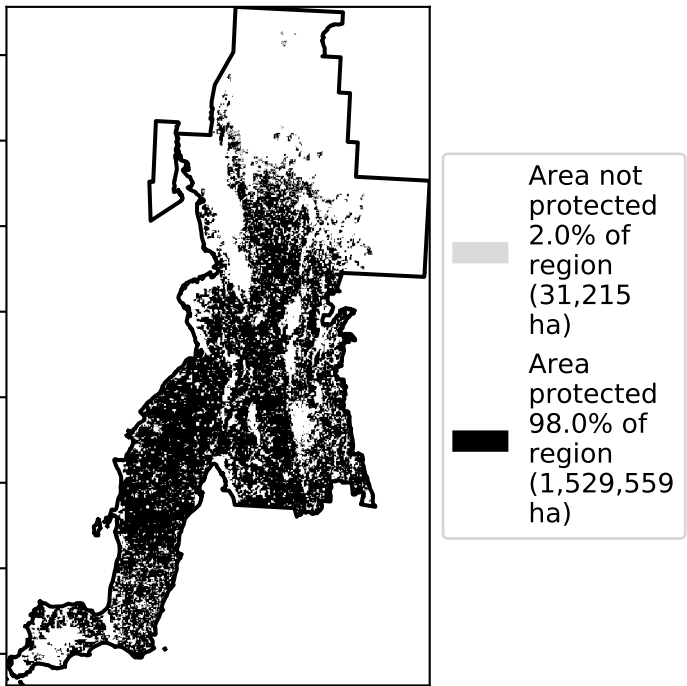 Area not
protected
2.0% of
region
(31,215
ha)
Area
protected
98.0% of
region
(1,529,559
ha)